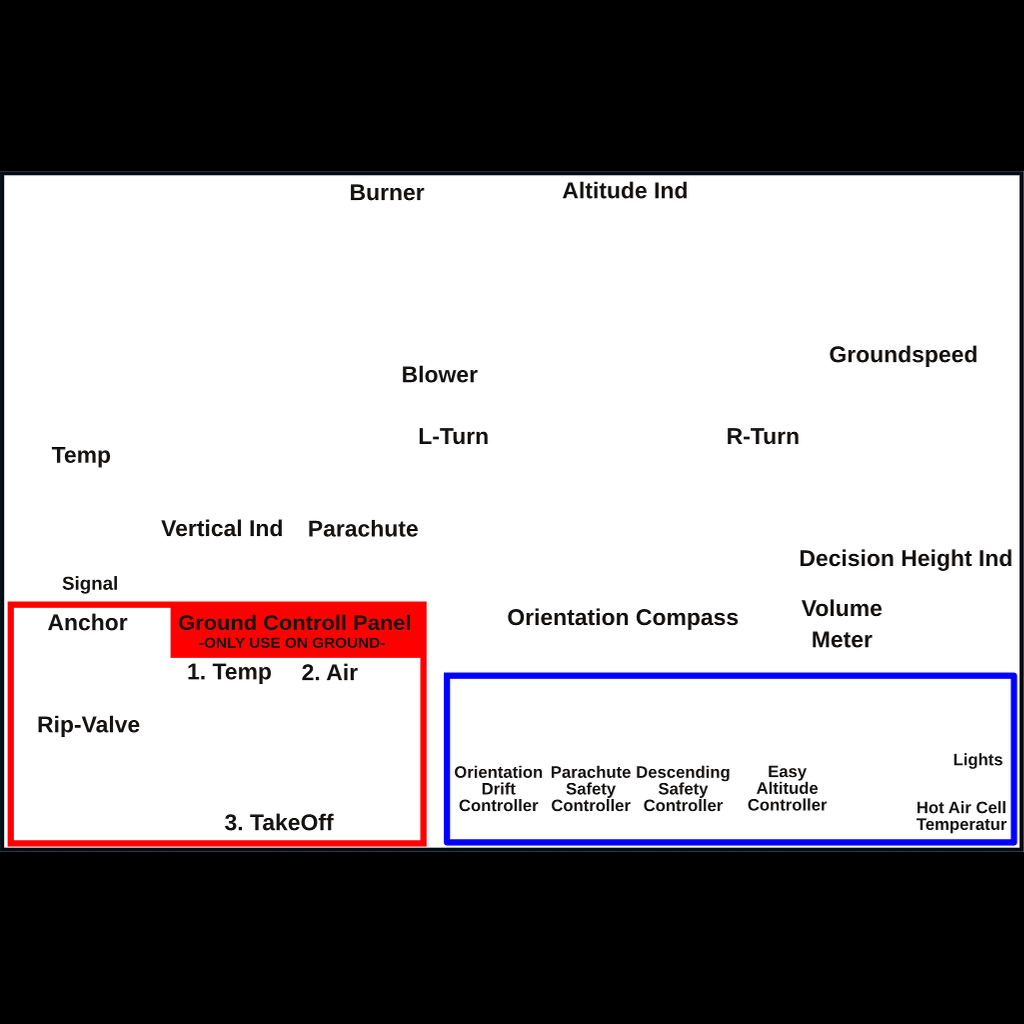 Burner
Altitude Ind
Groundspeed
Blower
L-Turn
R-Turn
Temp
Vertical Ind
Parachute
Decision Height Ind
Signal
Anchor
Ground Controll Panel
-ONLY USE ON GROUND-
1. Temp
2. Air
Rip-Valve
3. TakeOff
Orientation Compass
Volume
Meter
Orientation
Drift
Controller
Parachute
Safety
Controller
Descending
Safety
Controller
Easy
Altitude
Controller
Lights
Hot Air Cell
Temperatur